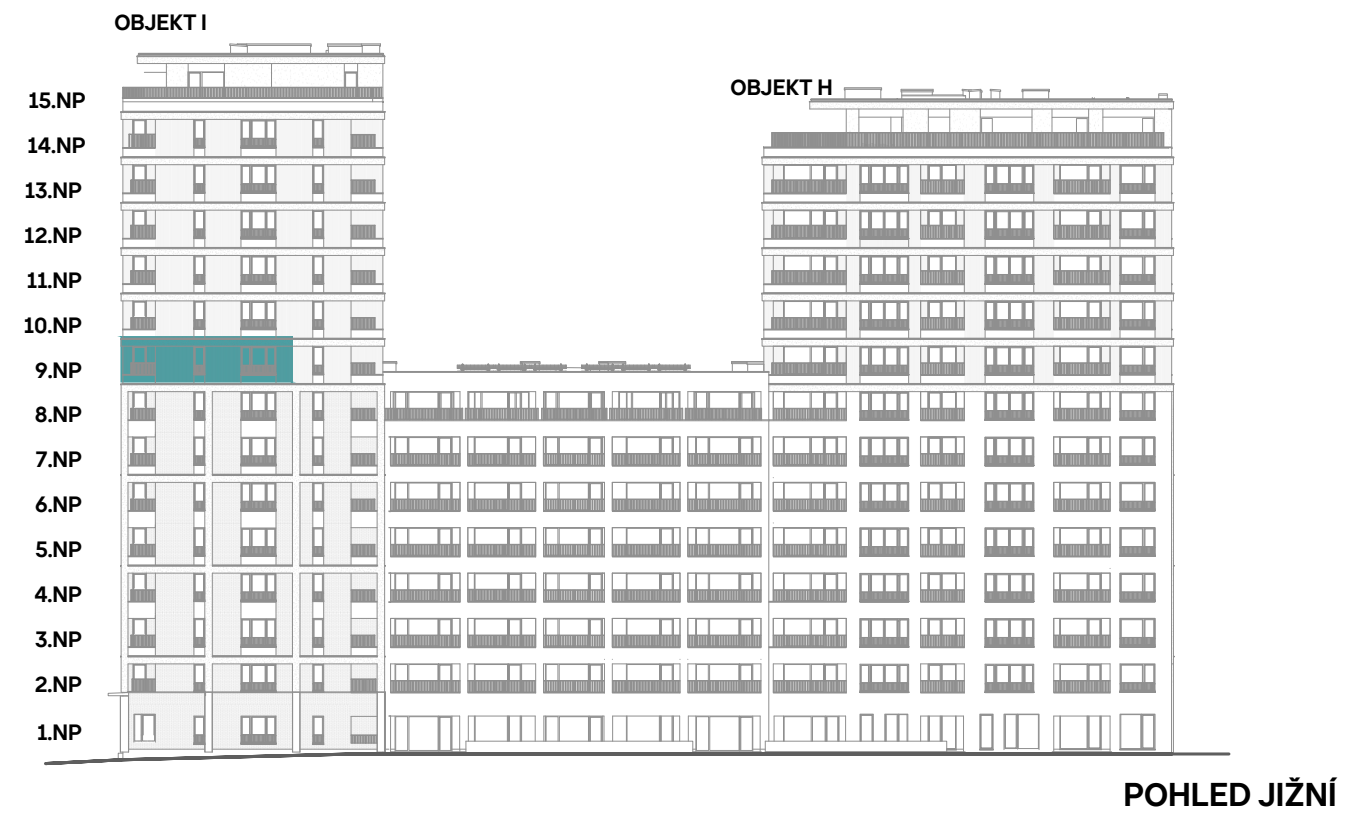 OBJEKT I
OBJEKT H
15.NP
14.NP
13.NP
12.NP
11.NP
10.NP
9.NP
8.NP
7.NP
6.NP
5.NP
4.NP
3.NP
2.NP
1.NP
POHLED JIŽNÍ